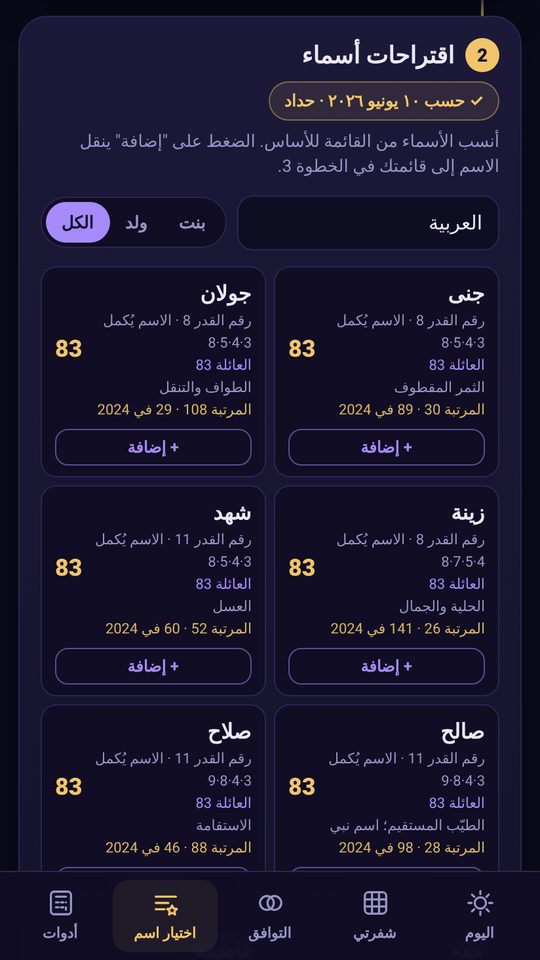 2 اقتراحات أسماء
✓ حسب ١٠ يونيو ٢٠٢٦ · حداد
أنسب الأسماء من القائمة للأساس. الضغط على "إضافة" ينقل
الاسم إلى قائمتك في الخطوة 3.
العربية
بنت ولد الكل
جنى
رقم القدر 8 · الاسم يُكمل
8·5·4·3
العائلة 83
الثمر المقطوف
المرتبة 30 · 89 في 2024
83
+ إضافة
جولان
رقم القدر 8 · الاسم يُكمل
8·5·4·3
العائلة 83
الطواف والتنقل
المرتبة 108 · 29 في 2024
83
+ إضافة
زينة
رقم القدر 8 · الاسم يُكمل
8·7·5·4
العائلة 83
الحلية والجمال
المرتبة 26 · 141 في 2024
83
+ إضافة
شهد
رقم القدر 11 · الاسم يُكمل
8·5·4·3
العائلة 83
العسل
المرتبة 52 · 60 في 2024
83
+ إضافة
صالح
رقم القدر 11 · الاسم يُكمل
9·8·4·3
العائلة 83
الطيّب المستقيم؛ اسم نبي
المرتبة 28 · 98 في 2024
83
صلاح
رقم القدر 11 · الاسم يُكمل
9·8·4·3
العائلة 83
الاستقامة
المرتبة 88 · 46 في 2024
83
اليوم
شفرتي
التوافق
اختيار اسم
أدوات